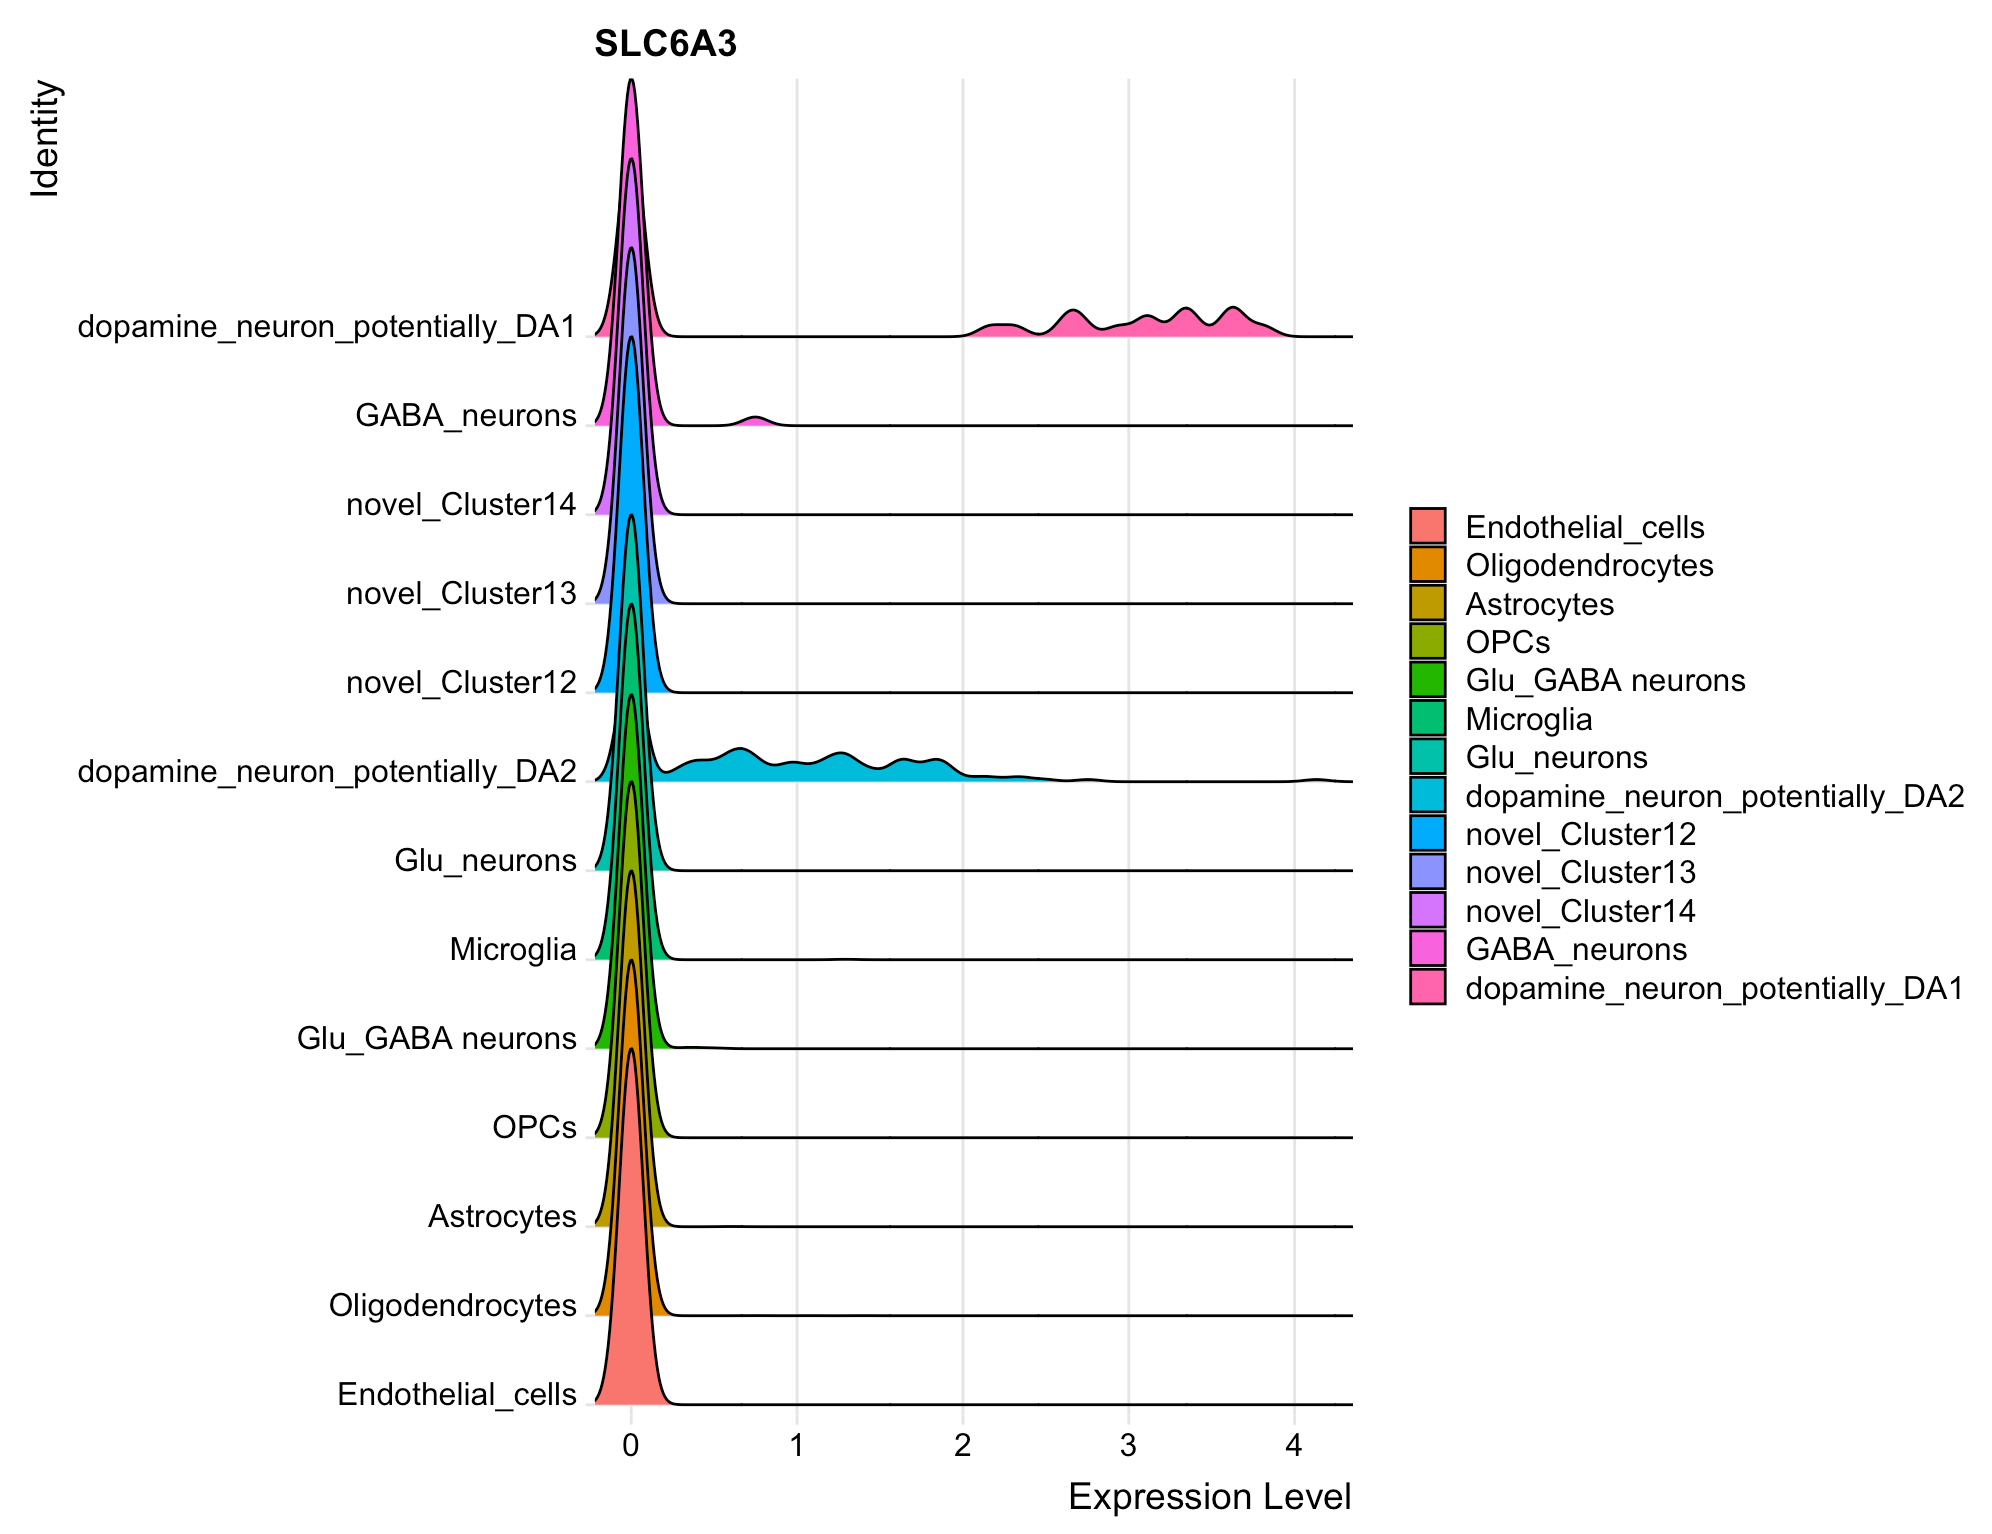 SLC6A3
Identity
dopamine_neuron_potentially_DA1
GABA_neurons
novel_Cluster14
novel_Cluster13
novel_Cluster12
dopamine_neuron_potentially_DA2
Glu_neurons
Microglia
Glu_GABA neurons
OPCs
Astrocytes
Oligodendrocytes
Endothelial_cells
0 1 2 3 4
Expression Level
Endothelial_cells
Oligodendrocytes
Astrocytes
OPCs
Glu_GABA neurons
Microglia
Glu_neurons
dopamine_neuron_potentially_DA2
novel_Cluster12
novel_Cluster13
novel_Cluster14
GABA_neurons
dopamine_neuron_potentially_DA1